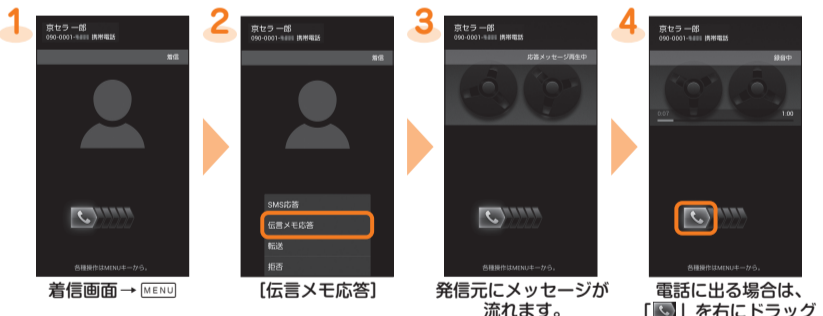 1
京セラ 一郎
携帯電話
着信
各種操作はMENUキーから。
着信画面→ MENU
2
京セラ 一郎
携帯電話
着信
SMS応答
伝言メモ応答
転送
拒否
[伝言メモ応答]
3
京セラ 一郎
携帯電話
応答メッセージ再生中
各種操作はMENUキーから。
発信元にメッセージが
流れます。
4
京セラ 一郎
携帯電話
録音中
0:07 1:00
各種操作はMENUキーから。
電話に出る場合は、
「 」を右にドラッグ